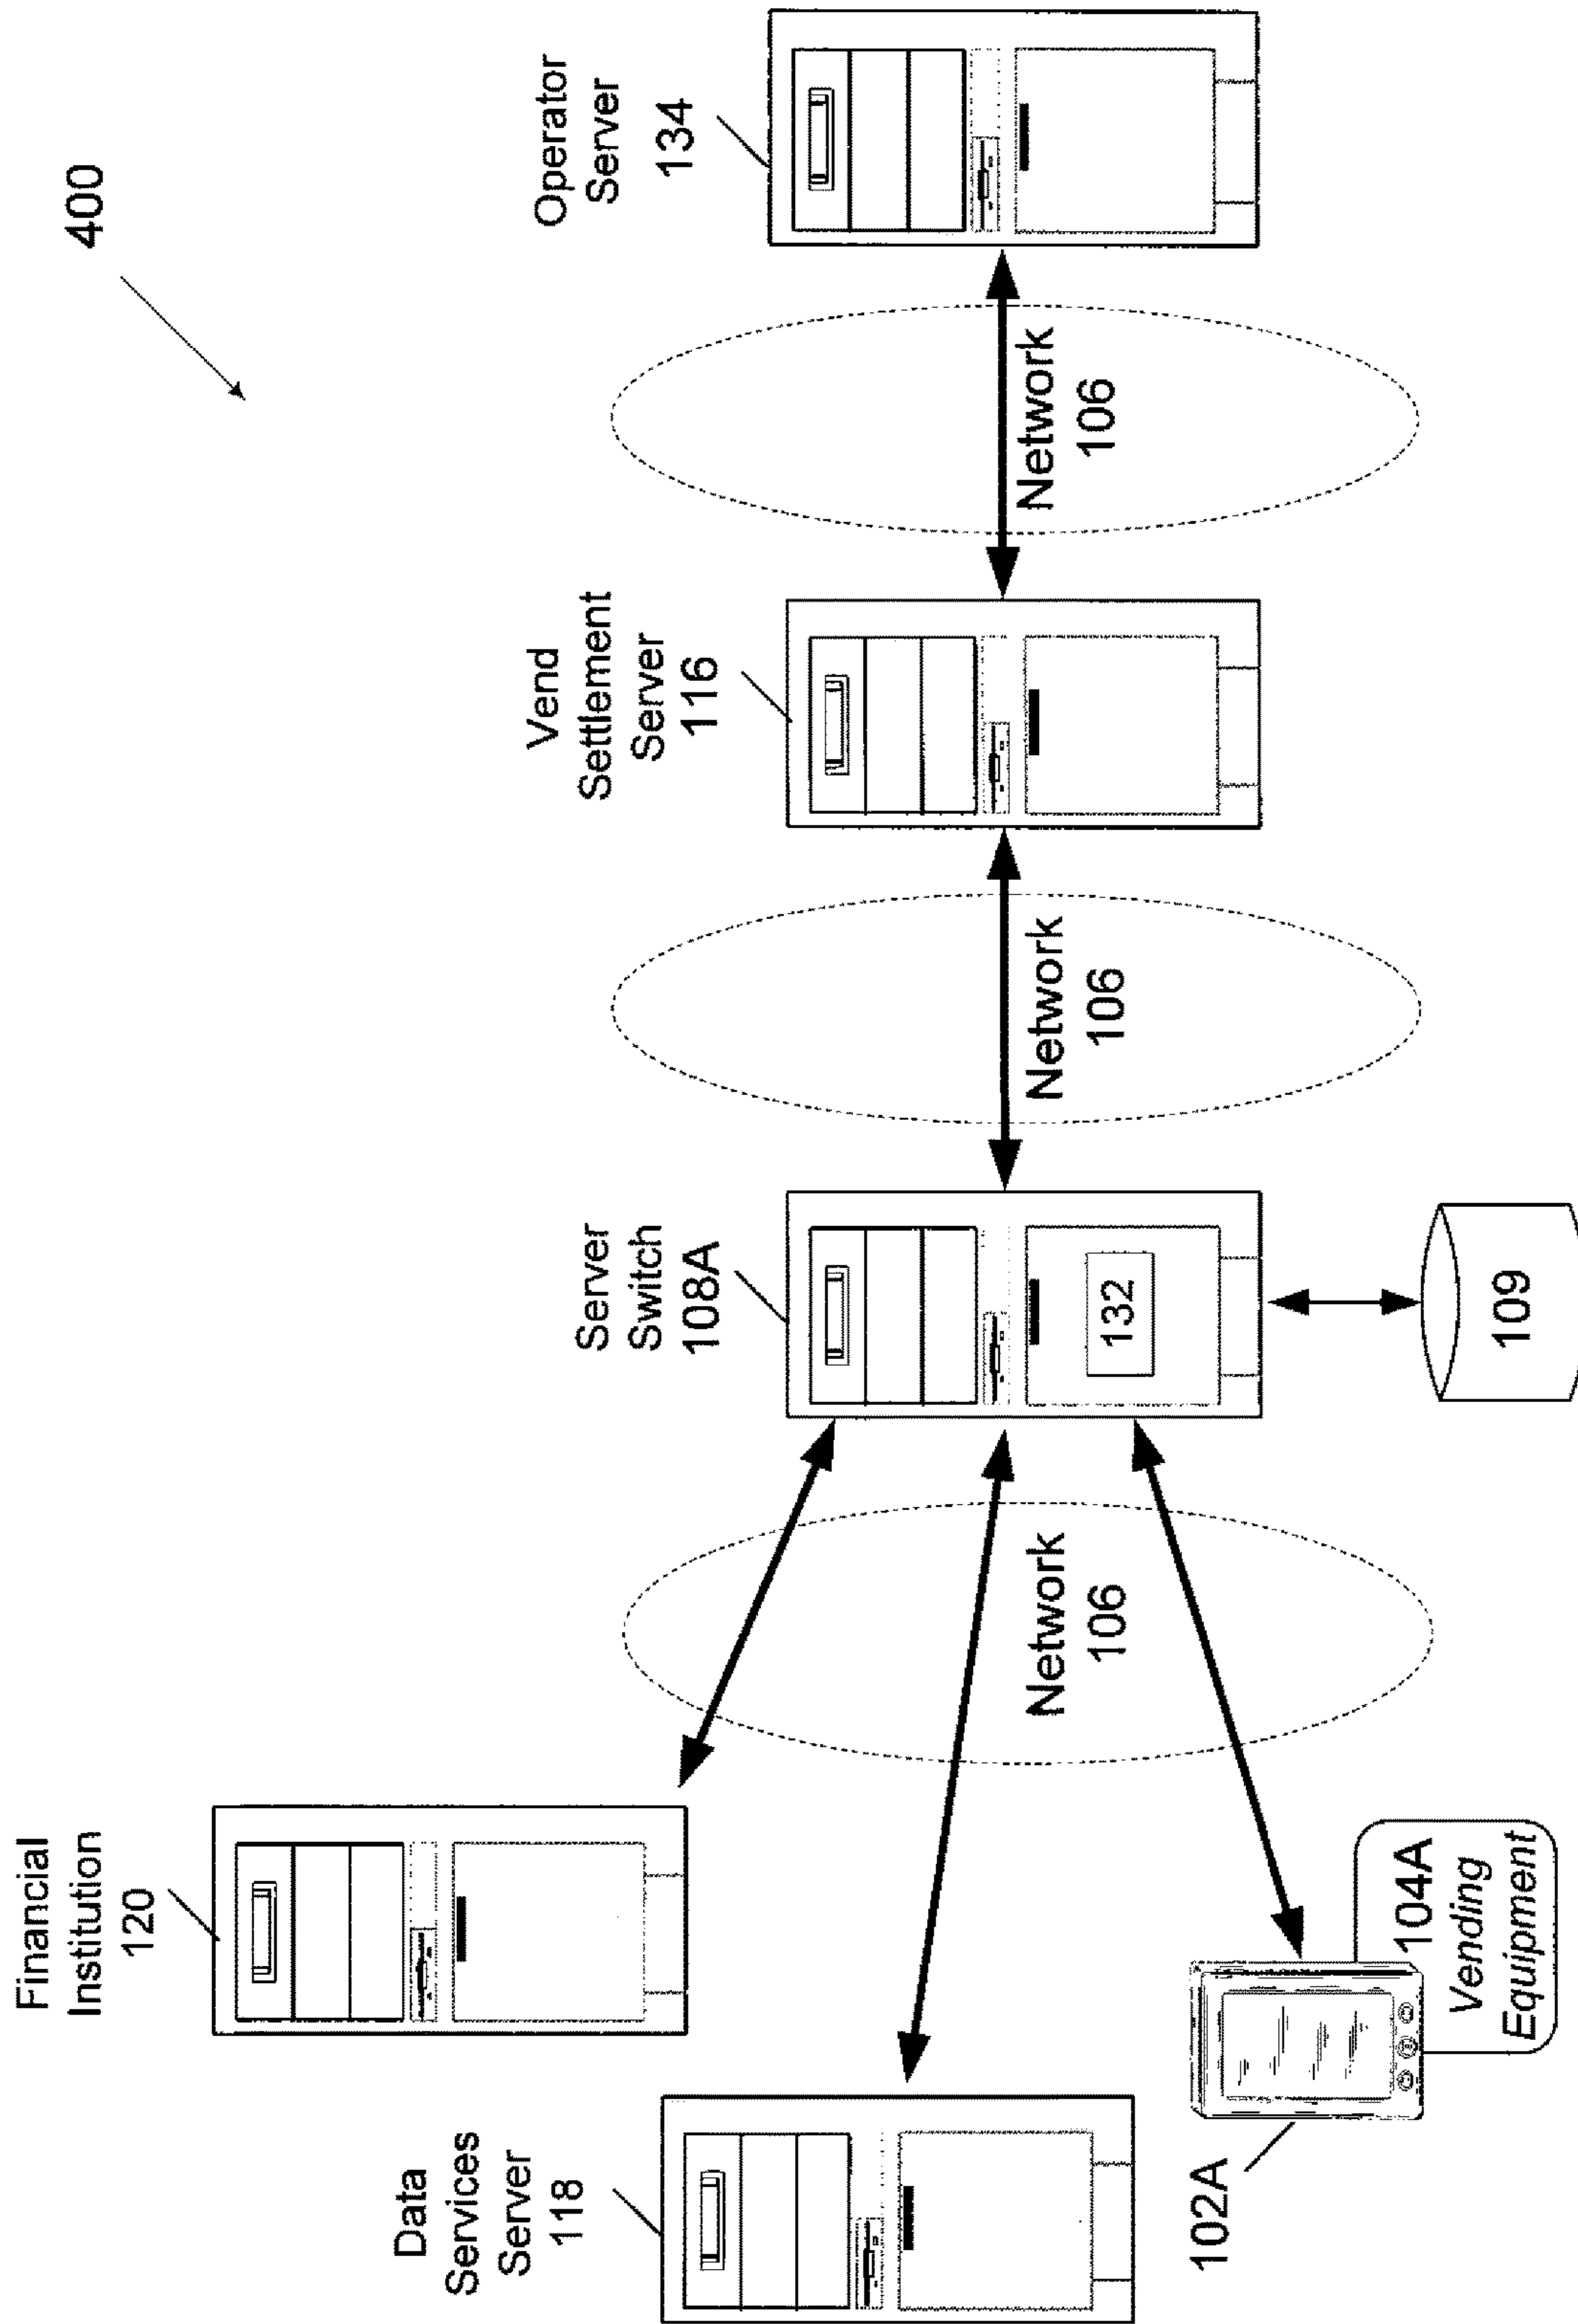 400
Financial
Institution
120
Data
Services
Server
118
Server
Switch
108A
Vend
Settlement
Server
116
Operator
Server
134
Network
106
Network
106
Network
106
132
109
102A
104A
Vending
Equipment